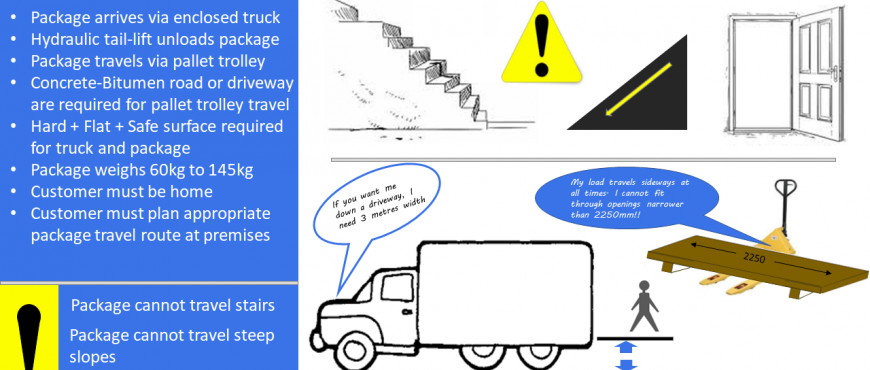 • Package arrives via enclosed truck
• Hydraulic tail-lift unloads package
• Package travels via pallet trolley
• Concrete-Bitumen road or driveway
are required for pallet trolley travel
• Hard + Flat + Safe surface required
for truck and package
• Package weighs 60kg to 145kg
• Customer must be home
• Customer must plan appropriate
package travel route at premises
Package cannot travel stairs
Package cannot travel steep
slopes
If you want me
down a driveway, I
need 3 metres width
My load travels sideways at
all times. I cannot fit
through openings narrower
than 2250mm!!
2250